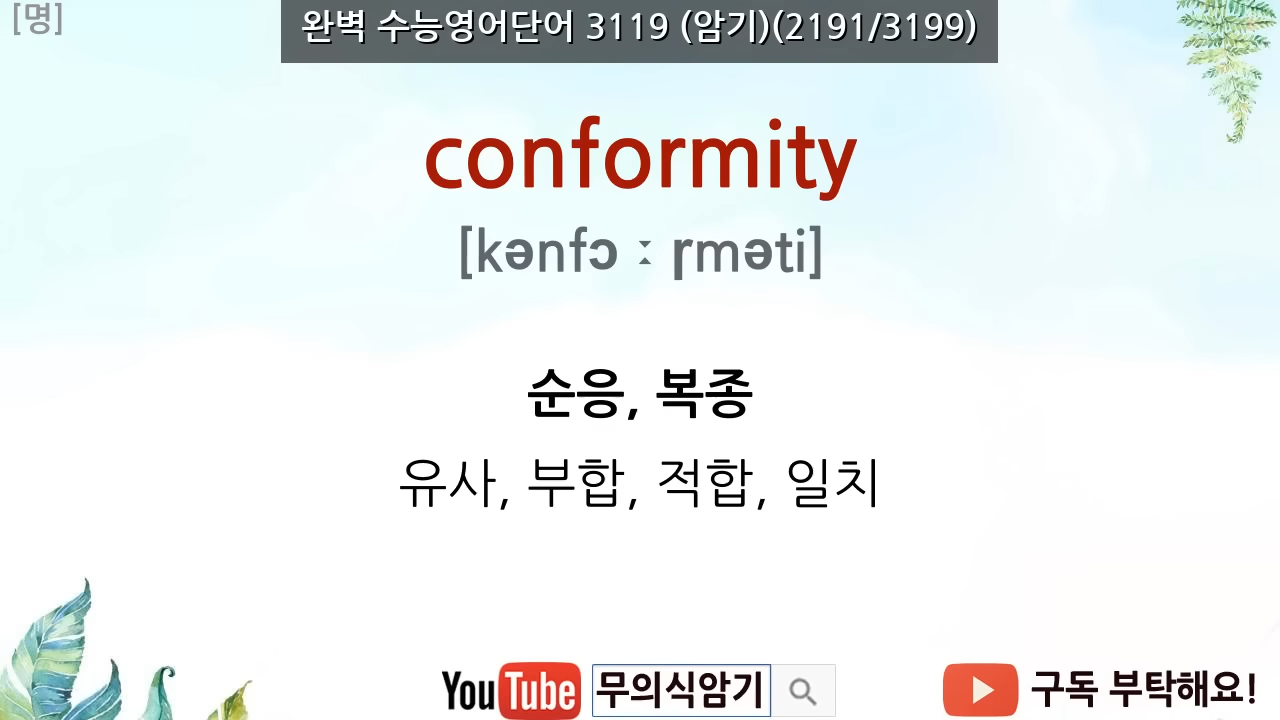 [명]
완벽 수능영어단어 3119 (암기)(2191/3199)
conformity
[kənfɔːrməti]
순응, 복종
유사, 부합, 적합, 일치
YouTube 무의식암기
구독 부탁해요!